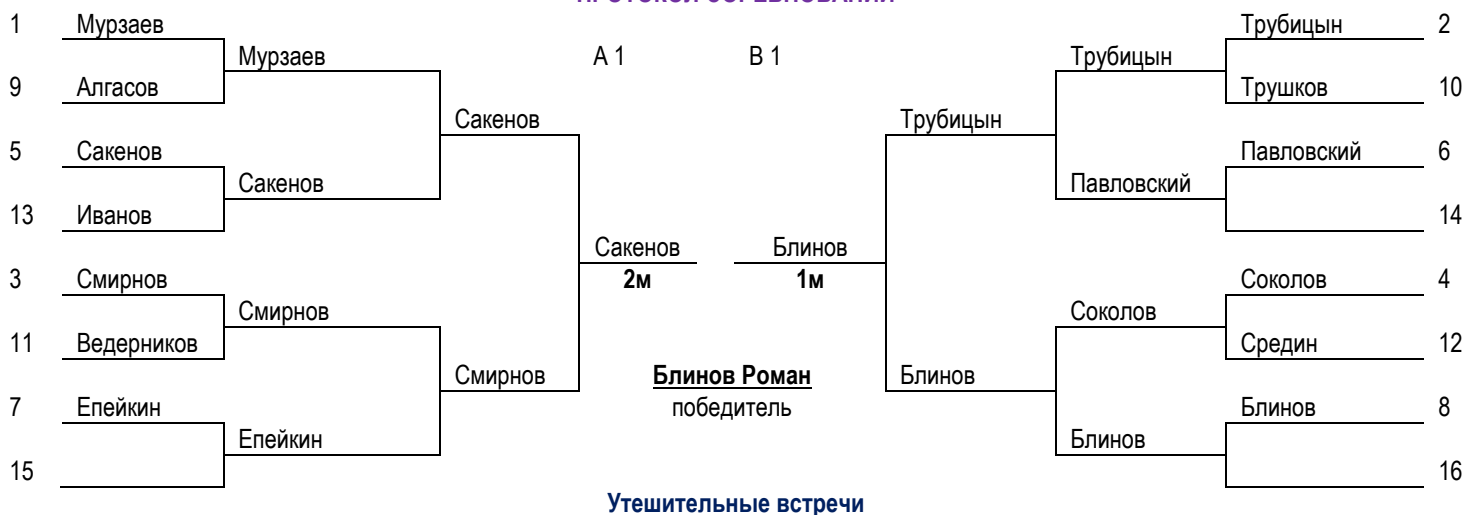 1 Мурзаев Трубицын 2
Мурзаев А 1 В 1 Трубицын
9 Алгасов Трушков 10
Сакенов Трубицын
5 Сакенов Павловский 6
Сакенов Павловский
13 Иванов 14
Сакенов Блинов
2м 1м
3 Смирнов Соколов 4
Смирнов Соколов
11 Ведерников Средин 12
Смирнов Блинов Роман Блинов
7 Епейкин победитель Блинов 8
Епейкин Блинов
15 16
Утешительные встречи